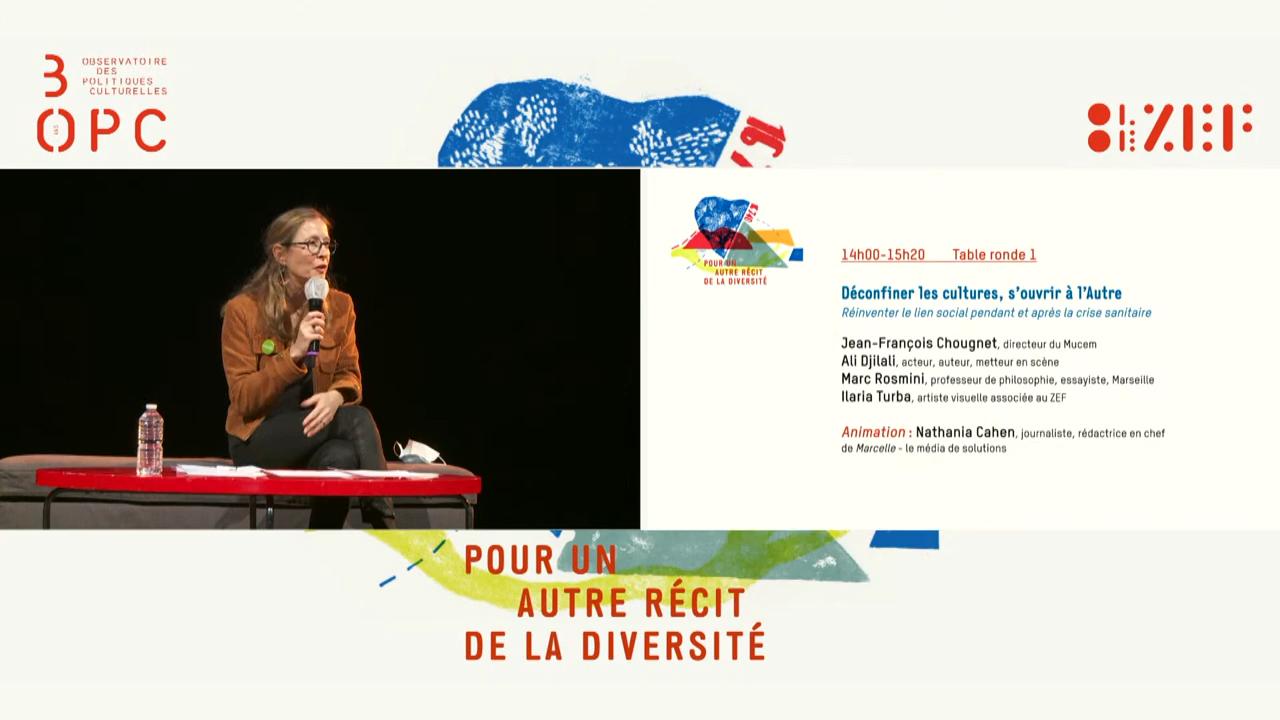 OBSERVATOIRE
DES
POLITIQUES
CULTURELLES
OPC
ZEF
14h00-15h20 Table ronde 1
POUR UN
AUTRE RÉCIT
DE LA DIVERSITÉ
Déconfiner les cultures, s’ouvrir à l’Autre
Réinventer le lien social pendant et après la crise sanitaire
Jean-François Chougnet, directeur du Mucem
Ali Djilali, acteur, auteur, metteur en scène
Marc Rosmini, professeur de philosophie, essayiste, Marseille
Ilaria Turba, artiste visuelle associée au ZEF
Animation : Nathania Cahen, journaliste, rédactrice en chef
de Marcelle - le média de solutions
POUR UN
AUTRE RÉCIT
DE LA DIVERSITÉ